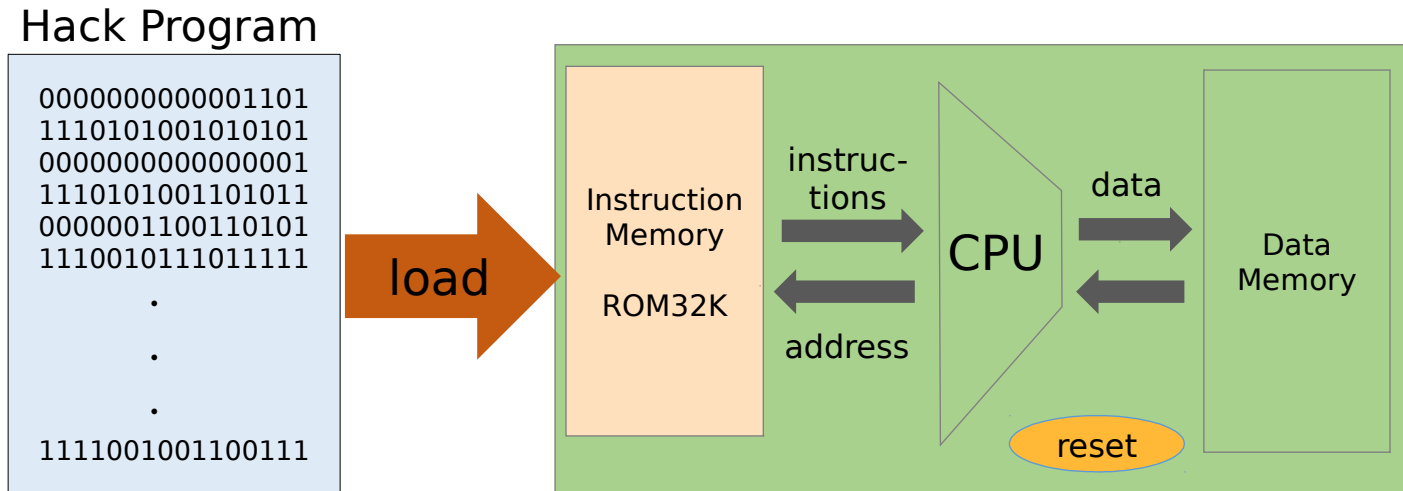 Hack Program
0000000000001101
1110101001010101
0000000000000001
1110101001101011
0000001100110101
1110010111011111
.
.
.
1111001001100111
load
Instruction
Memory
ROM32K
instruc-
tions
address
CPU
data
reset
Data
Memory